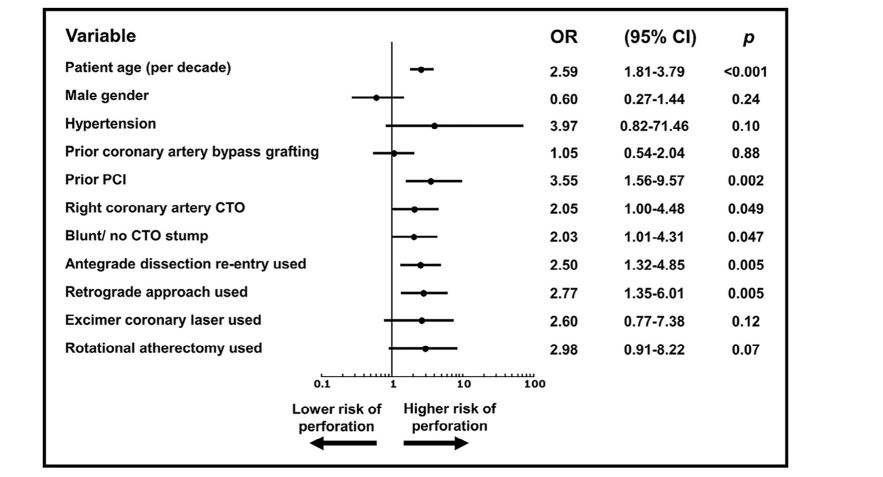 Variable OR (95% CI) p
Patient age (per decade) 2.59 1.81-3.79 <0.001
Male gender 0.60 0.27-1.44 0.24
Hypertension 3.97 0.82-71.46 0.10
Prior coronary artery bypass grafting 1.05 0.54-2.04 0.88
Prior PCI 3.55 1.56-9.57 0.002
Right coronary artery CTO 2.05 1.00-4.48 0.049
Blunt/ no CTO stump 2.03 1.01-4.31 0.047
Antegrade dissection re-entry used 2.50 1.32-4.85 0.005
Retrograde approach used 2.77 1.35-6.01 0.005
Excimer coronary laser used 2.60 0.77-7.38 0.12
Rotational atherectomy used 2.98 0.91-8.22 0.07
0.1 1 10 100
Lower risk of Higher risk of
perforation perforation